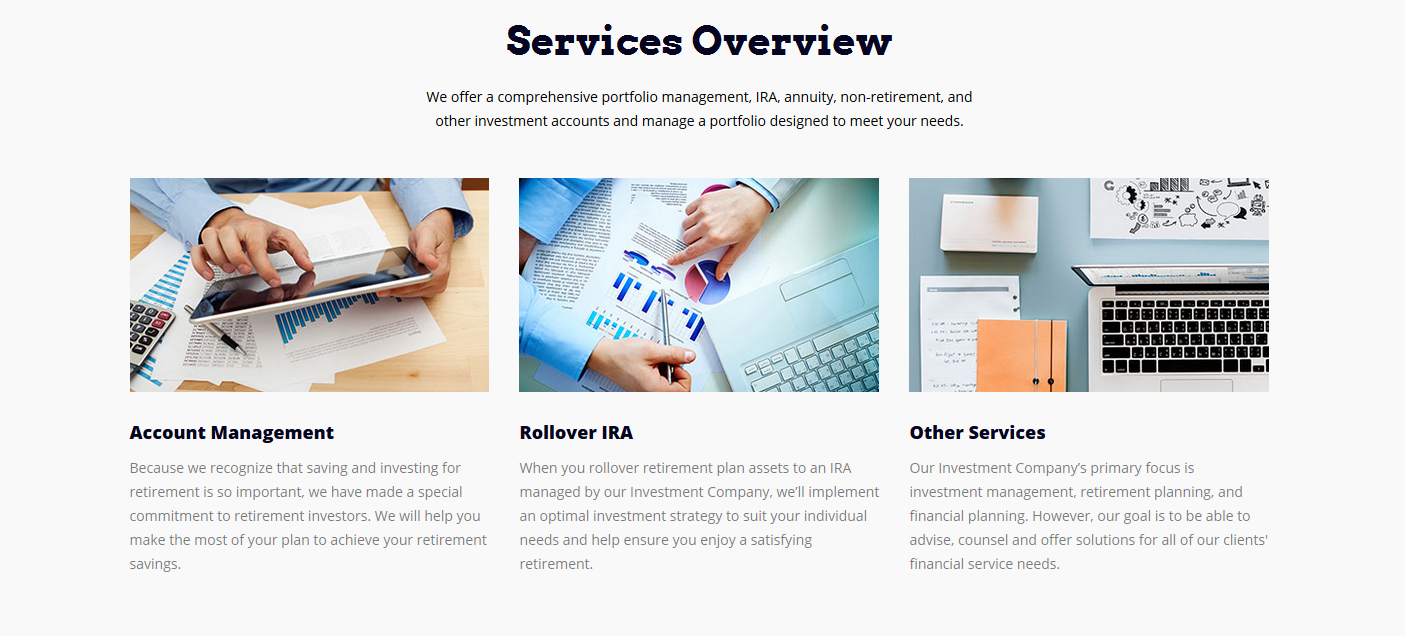 Services Overview
We offer a comprehensive portfolio management, IRA, annuity, non-retirement, and
other investment accounts and manage a portfolio designed to meet your needs.
Account Management
Because we recognize that saving and investing for
retirement is so important, we have made a special
commitment to retirement investors. We will help you
make the most of your plan to achieve your retirement
savings.
Rollover IRA
When you rollover retirement plan assets to an IRA
managed by our Investment Company, we’ll implement
an optimal investment strategy to suit your individual
needs and help ensure you enjoy a satisfying
retirement.
Other Services
Our Investment Company’s primary focus is
investment management, retirement planning, and
financial planning. However, our goal is to be able to
advise, counsel and offer solutions for all of our clients'
financial service needs.